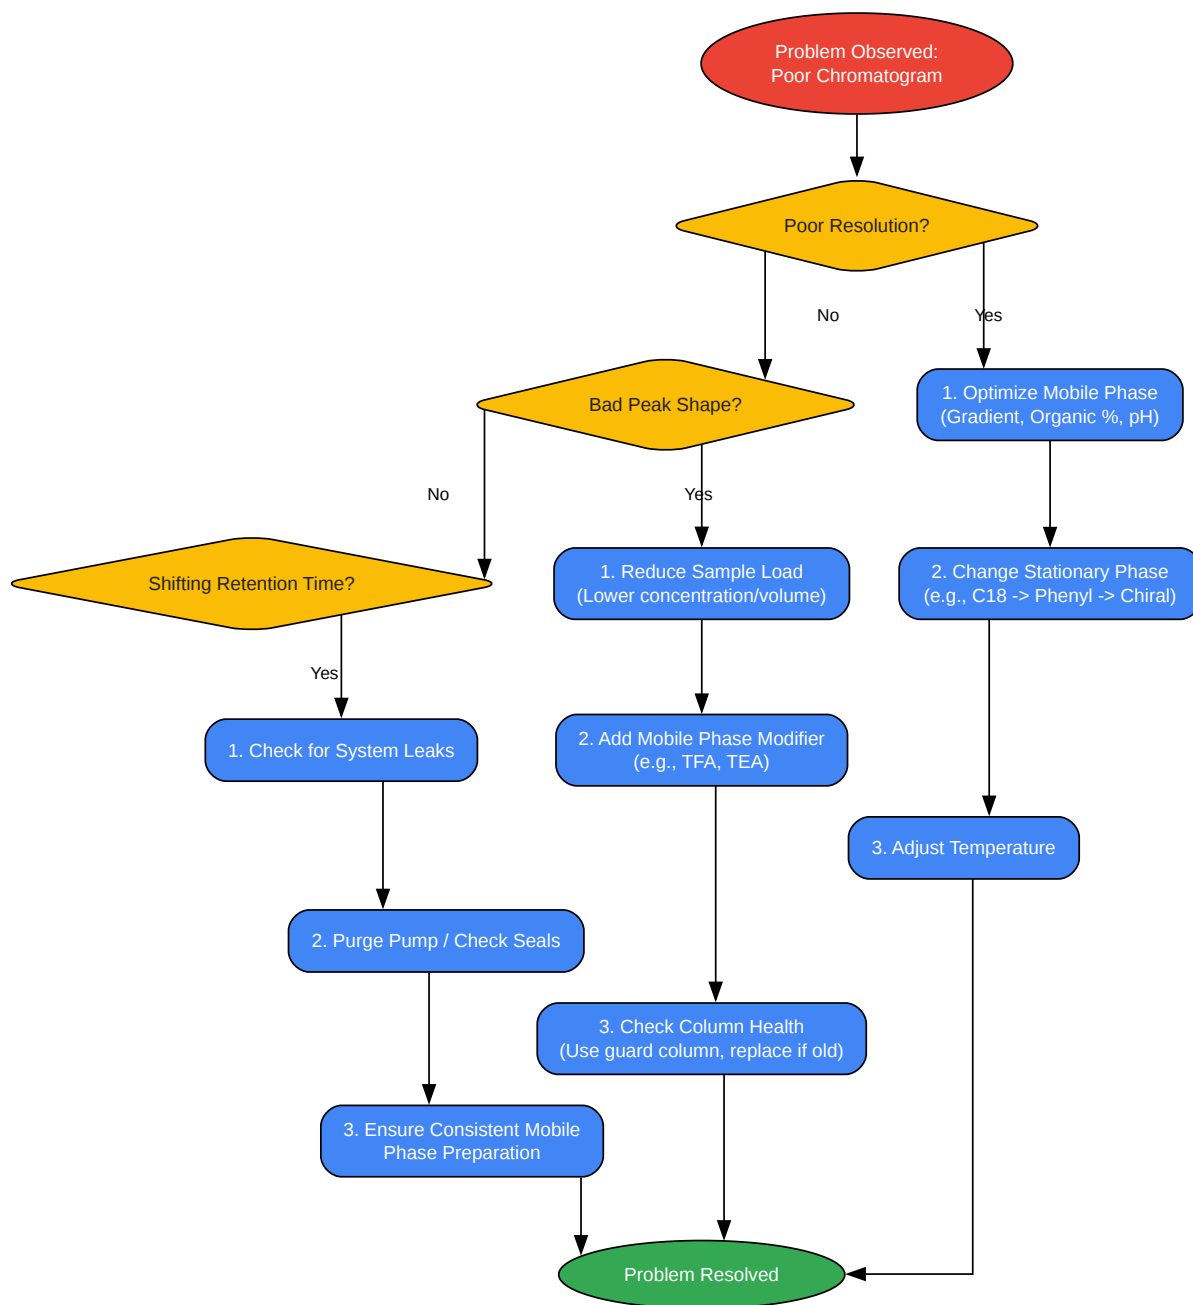 Problem Observed:
Poor Chromatogram
Poor Resolution?
No
Yes
Bad Peak Shape?
1. Optimize Mobile Phase
(Gradient, Organic %, pH)
No
Yes
Shifting Retention Time?
1. Reduce Sample Load
(Lower concentration/volume)
2. Change Stationary Phase
(e.g., C18 -> Phenyl -> Chiral)
Yes
1. Check for System Leaks
2. Add Mobile Phase Modifier
(e.g., TFA, TEA)
3. Adjust Temperature
2. Purge Pump / Check Seals
3. Check Column Health
(Use guard column, replace if old)
3. Ensure Consistent Mobile
Phase Preparation
Problem Resolved